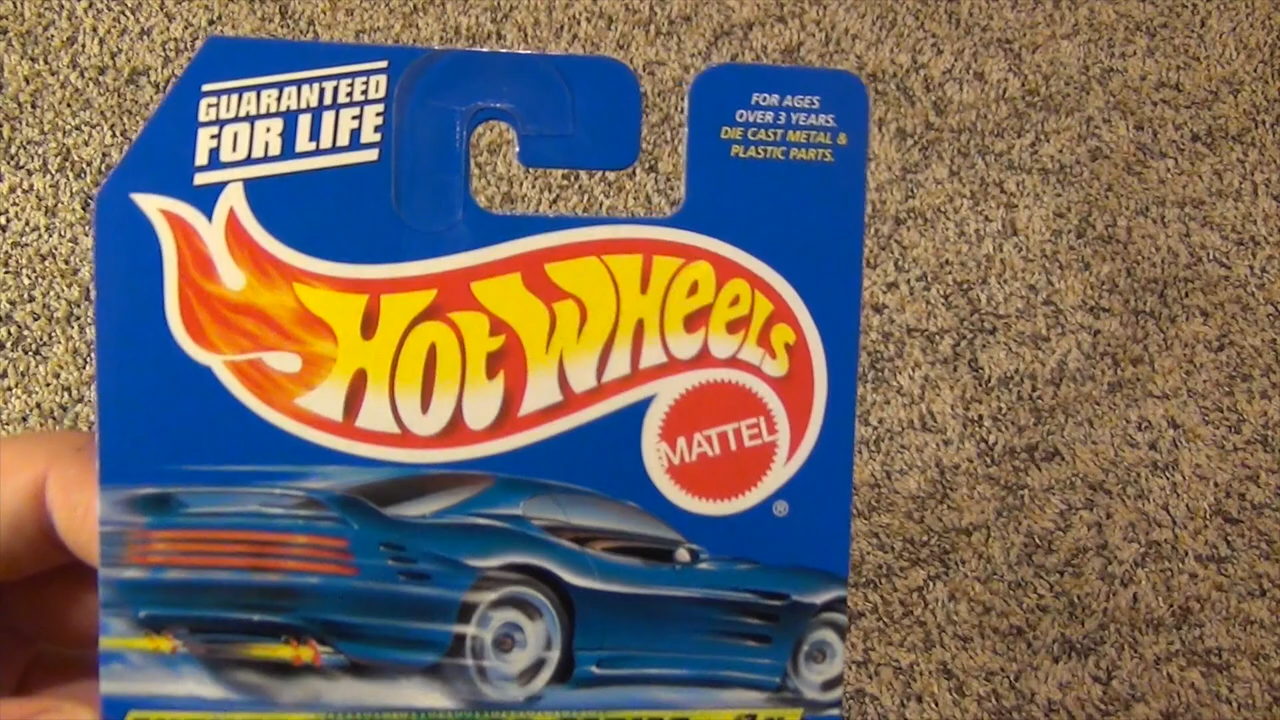 GUARANTEED
FOR LIFE
FOR AGES
OVER 3 YEARS.
DIE CAST METAL &
PLASTIC PARTS.
HOT WHEELS
MATTEL
®